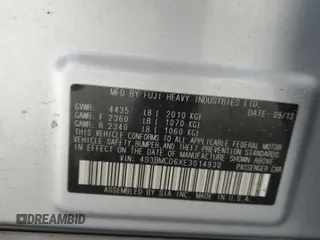 MFD BY FUJI HEAVY INDUSTRIES LTD.
GVWR: 4435 LB ( 2010 KG) DATE: 09/13
GAWR: F 2360 LB ( 1070 KG)
GAWR: R 2340 LB ( 1060 KG)
THIS VEHICLE CONFORMS TO ALL APPLICABLE FEDERAL MOTOR
VEHICLE SAFETY, BUMPER, AND THEFT PREVENTION
STANDARDS IN EFFECT ON THE DATE OF MANUFACTURE SHOWN ABOVE.
VIN: 4S3BMCD6XE3014930 PASSENGER CAR
ASSEMBLED BY SIA INC. IN U.S.A.
DREAMBID